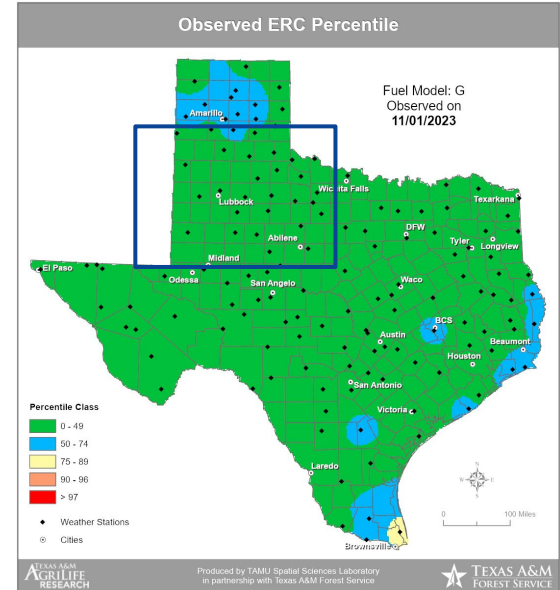 Observed ERC Percentile
Fuel Model: G
Observed on
11/01/2023
Amarillo
Wichita Falls
Texarkana
Lubbock
DFW
Tyler
Longview
Abilene
Midland
El Paso
Odessa
San Angelo
Waco
BCS
Austin
Beaumont
Houston
San Antonio
Victoria
Percentile Class
0 - 49
50 - 74
75 - 89
90 - 96
> 97
Laredo
N
W
E
S
Weather Stations
Cities
0 100 Miles
Brownsville
TEXAS A&M
AGRILIFE
RESEARCH
Produced by TAMU Spatial Sciences Laboratory
in partnership with Texas A&M Forest Service
TEXAS A&M
FOREST SERVICE